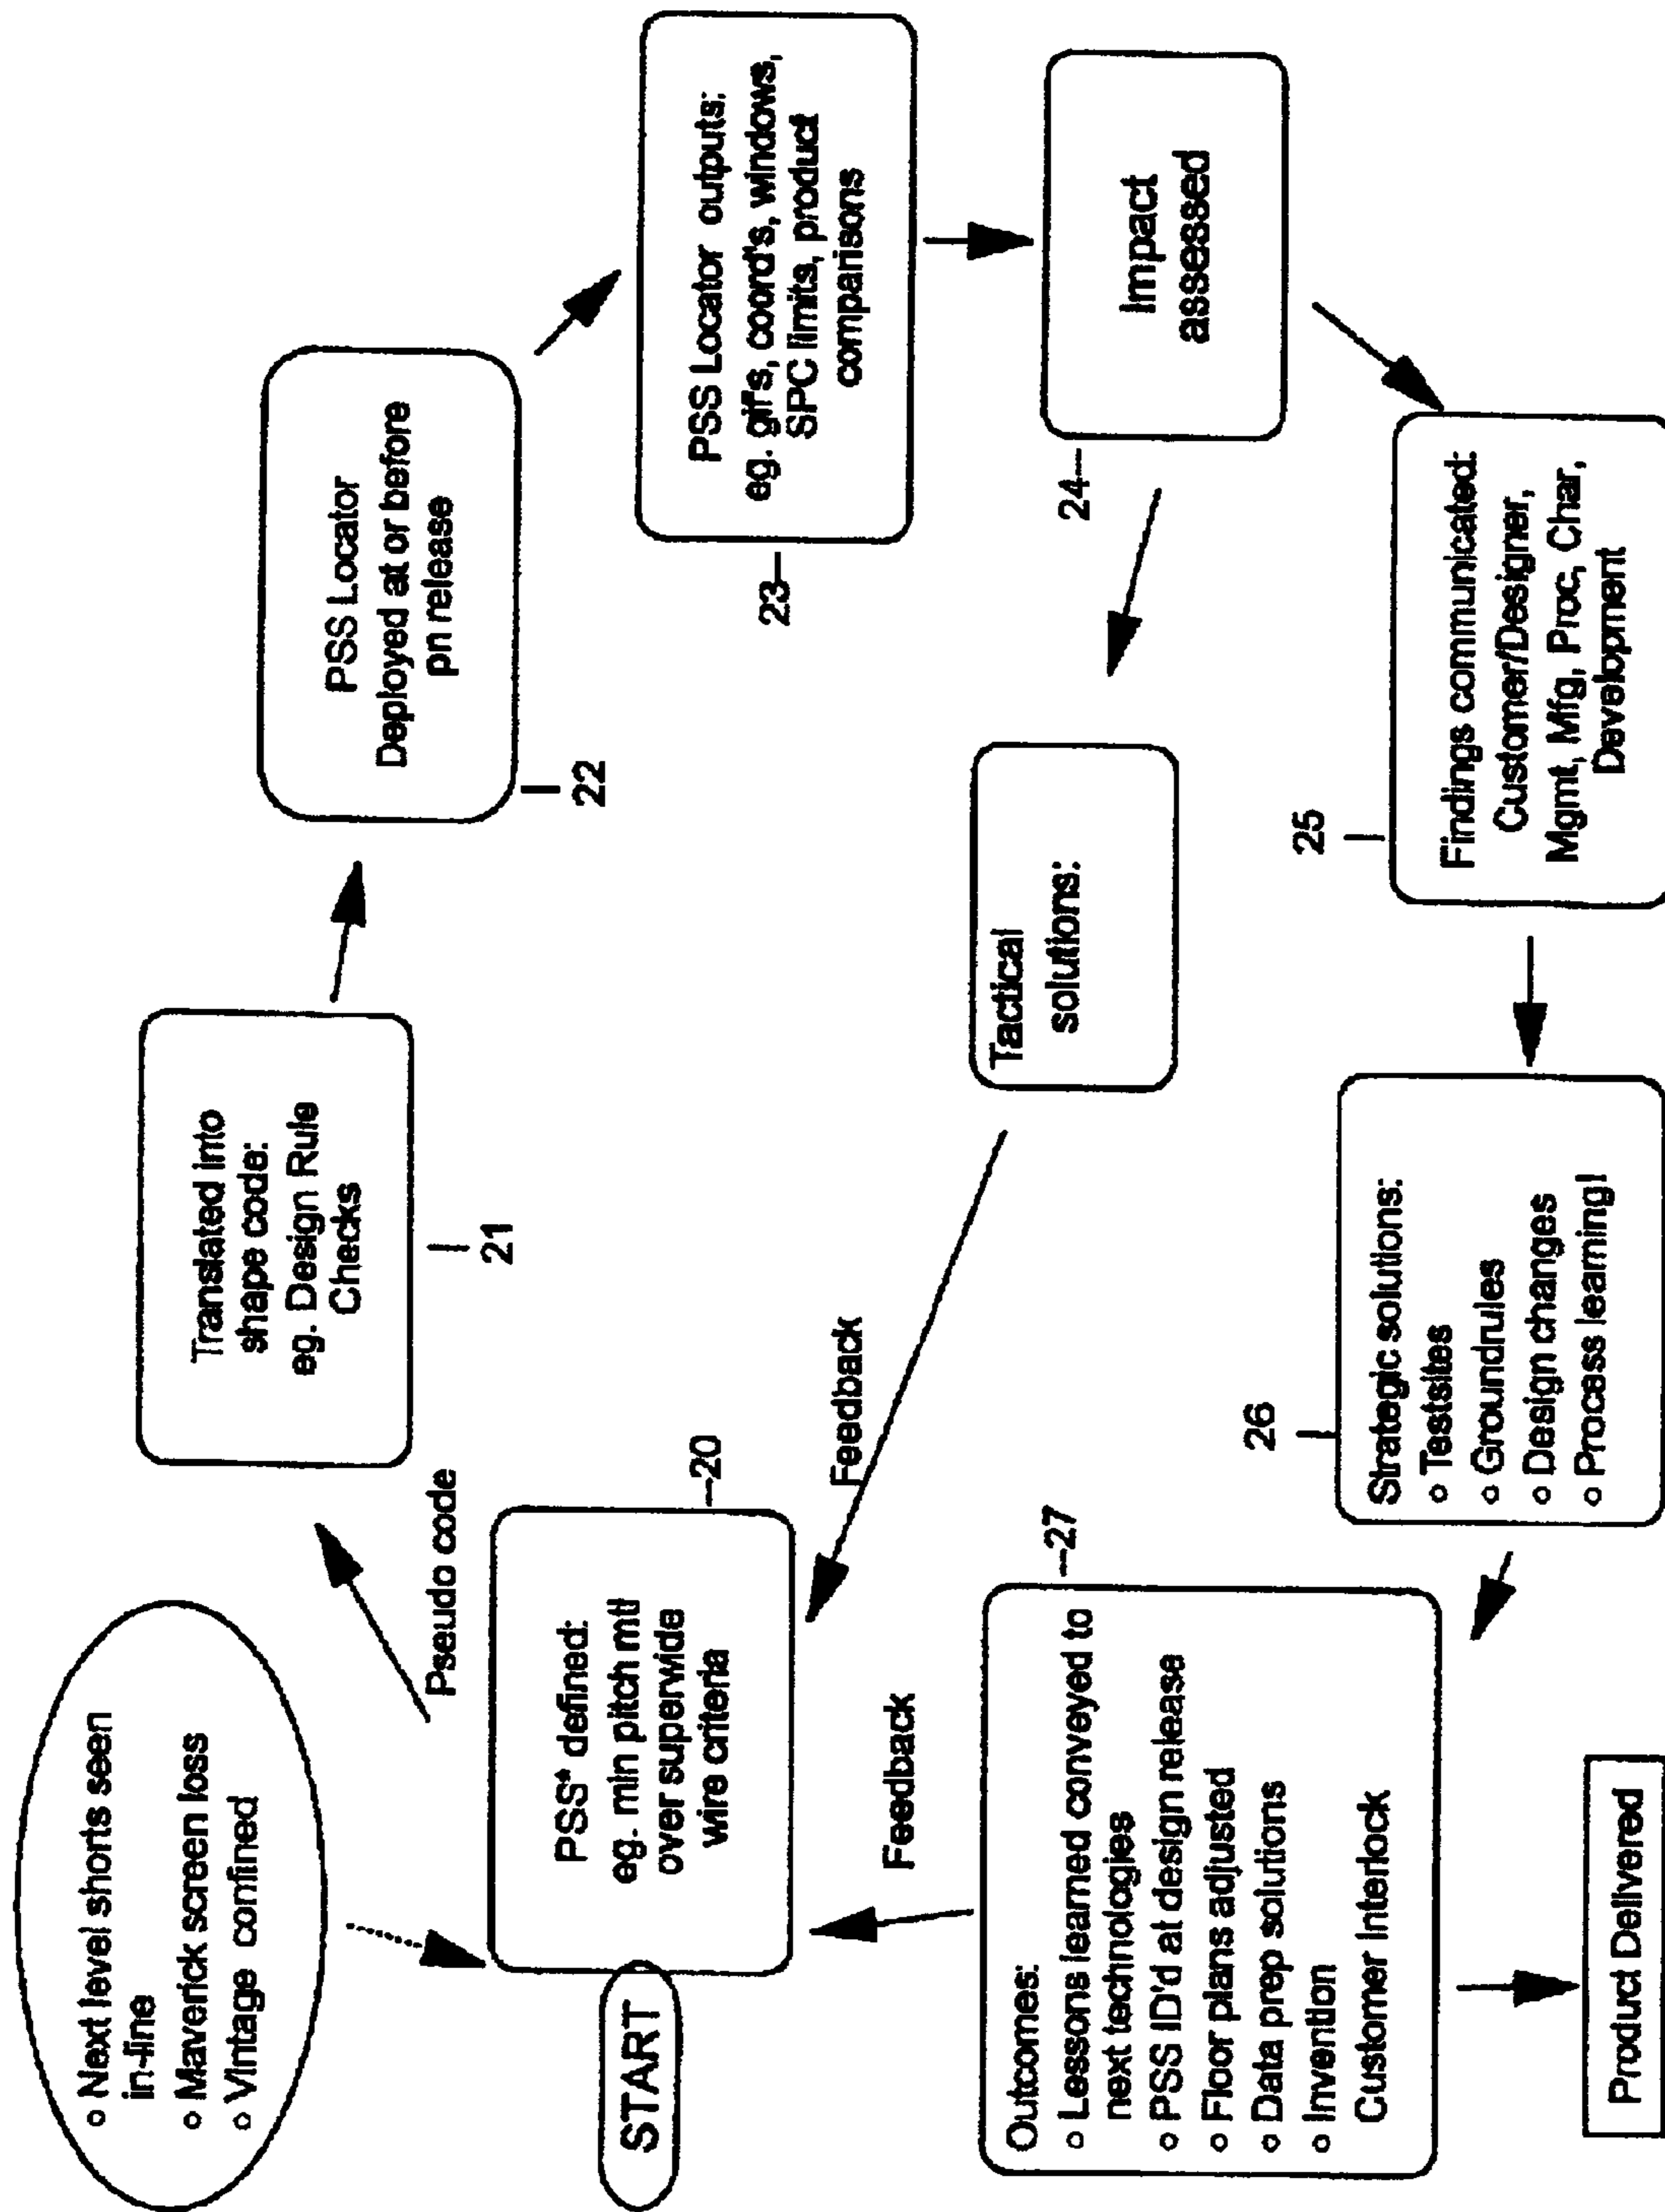 ○ Next level shorts seen
in-line
○ Maverick screen loss
○ Vintage confined
START
PSS* defined:
eg. min pitch mtl
over superwide
wire criteria
20
Pseudo code
Translated into
shape code:
eg. Design Rule
Checks
21
PSS Locator
Deployed at or before
pn release
22
PSS Locator outputs:
eg. gif's, coord's, windows,
SPC limits, product
comparisons
23
Impact
assessed
24
Tactical
solutions:
Feedback
Findings communicated:
Customer/Designer,
Mgmt, Mfg, Proc, Char,
Development
25
Strategic solutions:
○ Testsites
○ Groundrules
○ Design changes
○ Process learning!
26
Outcomes:
○ Lessons learned conveyed to
next technologies
○ PSS ID'd at design release
○ Floor plans adjusted
○ Data prep solutions
○ Invention
Customer Interlock
27
Feedback
Product Delivered